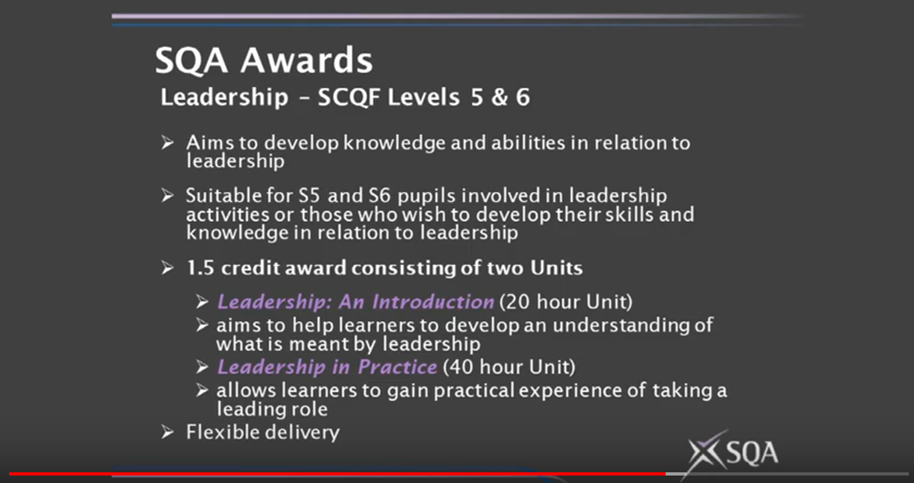 SQA Awards
Leadership – SCQF Levels 5 & 6
➢ Aims to develop knowledge and abilities in relation to
leadership
➢ Suitable for S5 and S6 pupils involved in leadership
activities or those who wish to develop their skills and
knowledge in relation to leadership
➢ 1.5 credit award consisting of two Units
➢ Leadership: An Introduction (20 hour Unit)
➢ aims to help learners to develop an understanding of
what is meant by leadership
➢ Leadership in Practice (40 hour Unit)
➢ allows learners to gain practical experience of taking a
leading role
➢ Flexible delivery
SQA